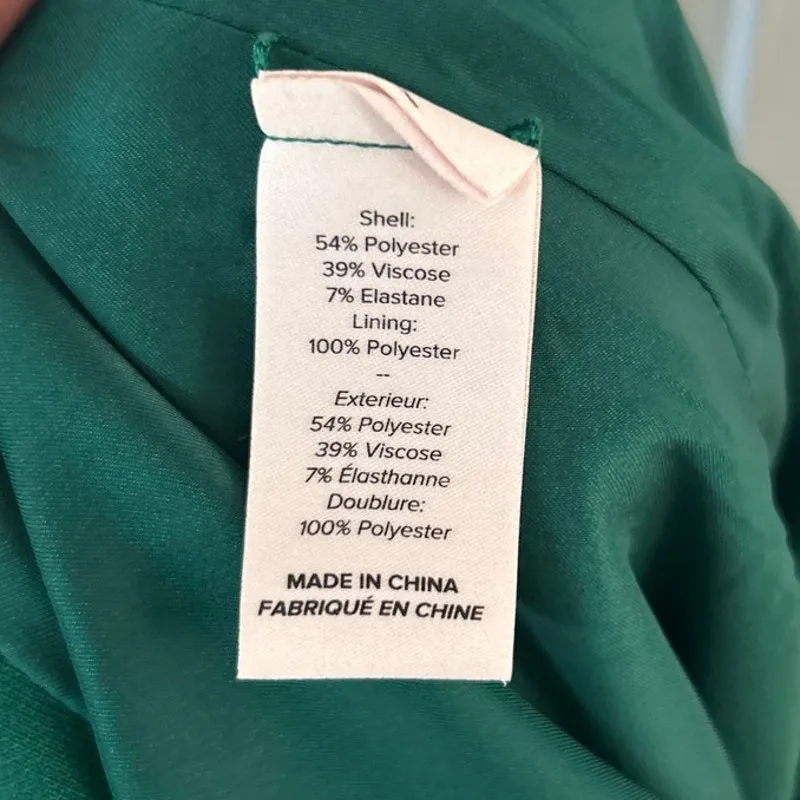 Shell:
54% Polyester
39% Viscose
7% Elastane
Lining:
100% Polyester
--
Exterieur:
54% Polyester
39% Viscose
7% Élasthanne
Doublure:
100% Polyester
MADE IN CHINA
FABRIQUÉ EN CHINE